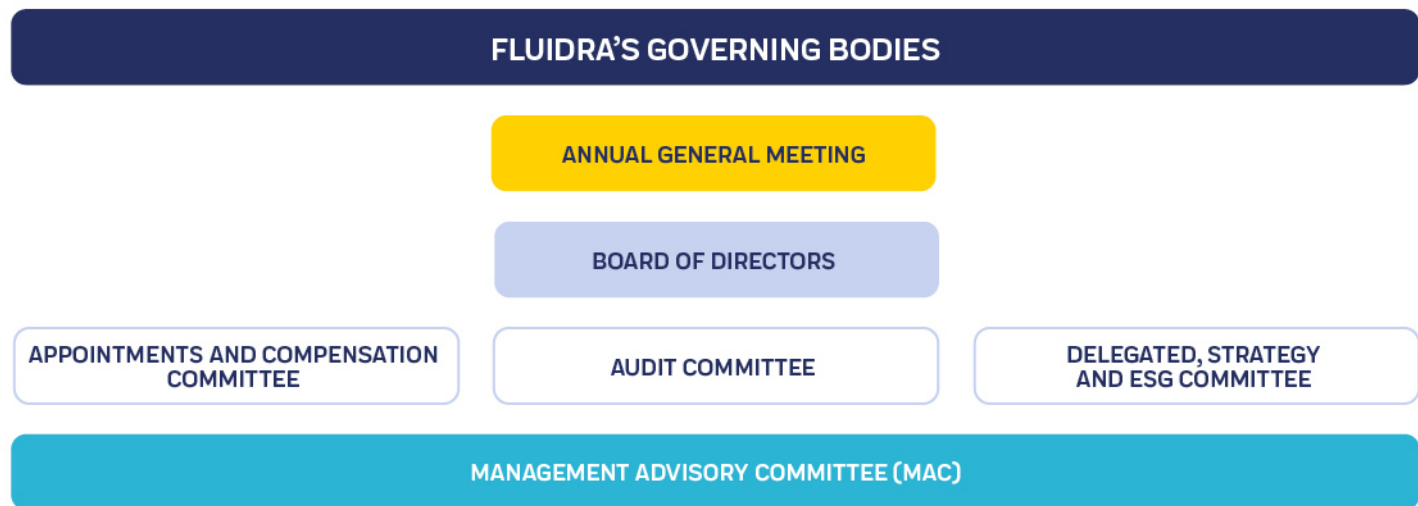 FLUIDRA’S GOVERNING BODIES
ANNUAL GENERAL MEETING
BOARD OF DIRECTORS
APPOINTMENTS AND COMPENSATION
COMMITTEE
AUDIT COMMITTEE
DELEGATED, STRATEGY
AND ESG COMMITTEE
MANAGEMENT ADVISORY COMMITTEE (MAC)